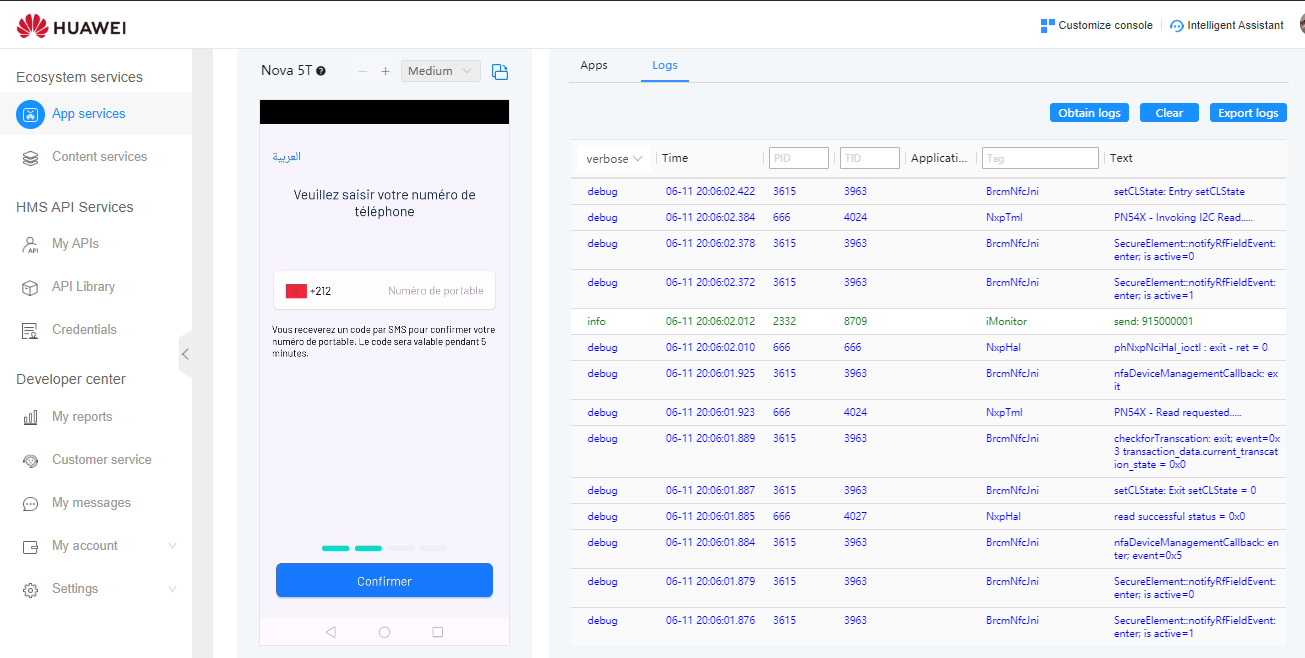 HUAWEI
Customize console
Intelligent Assistant
Ecosystem services
App services
Content services
HMS API Services
My APIs
API Library
Credentials
Developer center
My reports
Customer service
My messages
My account
Settings
Nova 5T
Medium
العربية
Veuillez saisir votre numéro de
téléphone
+212 Numéro de portable
Vous receverez un code par SMS pour confirmer votre
numéro de portable. Le code sera valable pendant 5
minutes.
Confirmer
Apps Logs
Obtain logs Clear Export logs
verbose Time PID TID Applicati... Tag Text
debug 06-11 20:06:02.422 3615 3963 BrcmNfcJni setCLState: Entry setCLState
debug 06-11 20:06:02.384 666 4024 NxpTml PN54X - Invoking I2C Read.....
debug 06-11 20:06:02.378 3615 3963 BrcmNfcJni SecureElement::notifyRfFieldEvent:
enter; is active=0
debug 06-11 20:06:02.372 3615 3963 BrcmNfcJni SecureElement::notifyRfFieldEvent:
enter; is active=1
info 06-11 20:06:02.012 2332 8709 iMonitor send: 915000001
debug 06-11 20:06:02.010 666 666 NxpHal phNxpNciHal_ioctl : exit - ret = 0
debug 06-11 20:06:01.925 3615 3963 BrcmNfcJni nfaDeviceManagementCallback: ex
it
debug 06-11 20:06:01.923 666 4024 NxpTml PN54X - Read requested.....
debug 06-11 20:06:01.889 3615 3963 BrcmNfcJni checkforTranscation: exit; event=0x
3 transaction_data.current_transcat
ion_state = 0x0
debug 06-11 20:06:01.887 3615 3963 BrcmNfcJni setCLState: Exit setCLState = 0
debug 06-11 20:06:01.885 666 4027 NxpHal read successful status = 0x0
debug 06-11 20:06:01.884 3615 3963 BrcmNfcJni nfaDeviceManagementCallback: en
ter; event=0x5
debug 06-11 20:06:01.879 3615 3963 BrcmNfcJni SecureElement::notifyRfFieldEvent:
enter; is active=0
debug 06-11 20:06:01.876 3615 3963 BrcmNfcJni SecureElement::notifyRfFieldEvent:
enter; is active=1